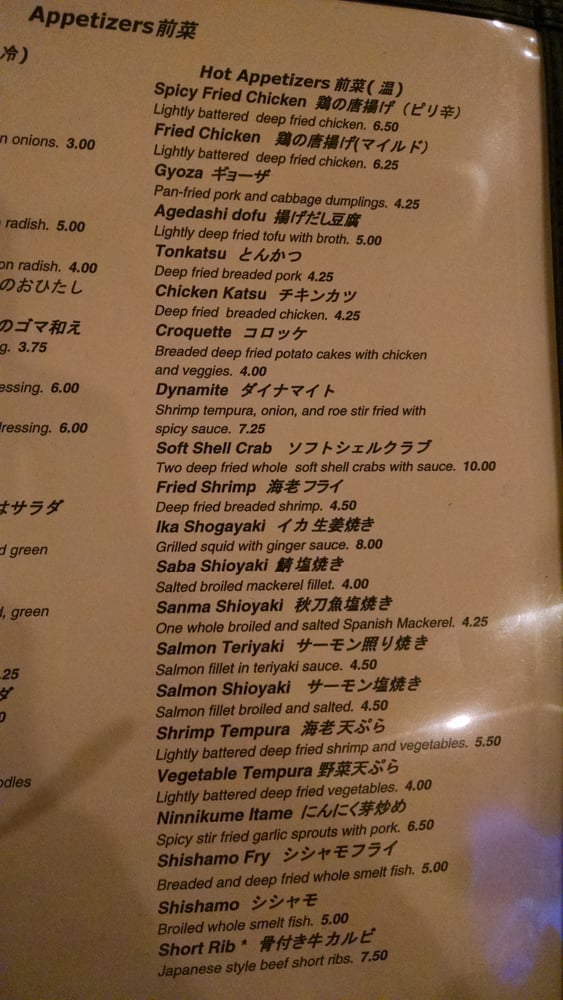 Appetizers前菜
冷)
n onions. 3.00
radish. 5.00
on radish. 4.00
のおひたし
のゴマ和え
g. 3.75
essing. 6.00
dressing. 6.00
はサラダ
d green
d, green
.25
ダ
0
odles
Hot Appetizers 前菜( 温)
Spicy Fried Chicken 鶏の唐揚げ（ピリ辛）
Lightly battered deep fried chicken. 6.50
Fried Chicken 鶏の唐揚げ(マイルド）
Lightly battered deep fried chicken. 6.25
Gyoza ギョーザ
Pan-fried pork and cabbage dumplings. 4.25
Agedashi dofu 揚げだし豆腐
Lightly deep fried tofu with broth. 5.00
Tonkatsu とんかつ
Deep fried breaded pork 4.25
Chicken Katsu チキンカツ
Deep fried breaded chicken. 4.25
Croquette コロッケ
Breaded deep fried potato cakes with chicken
and veggies. 4.00
Dynamite ダイナマイト
Shrimp tempura, onion, and roe stir fried with
spicy sauce. 7.25
Soft Shell Crab ソフトシェルクラブ
Two deep fried whole soft shell crabs with sauce. 10.00
Fried Shrimp 海老フライ
Deep fried breaded shrimp. 4.50
Ika Shogayaki イカ生姜焼き
Grilled squid with ginger sauce. 8.00
Saba Shioyaki 鯖塩焼き
Salted broiled mackerel fillet. 4.00
Sanma Shioyaki 秋刀魚塩焼き
One whole broiled and salted Spanish Mackerel. 4.25
Salmon Teriyaki サーモン照り焼き
Salmon fillet in teriyaki sauce. 4.50
Salmon Shioyaki サーモン塩焼き
Salmon fillet broiled and salted. 4.50
Shrimp Tempura 海老天ぷら
Lightly battered deep fried shrimp and vegetables. 5.50
Vegetable Tempura 野菜天ぷら
Lightly battered deep fried vegetables. 4.00
Ninnikume Itame にんにく芽炒め
Spicy stir fried garlic sprouts with pork. 6.50
Shishamo Fry シシャモフライ
Breaded and deep fried whole smelt fish. 5.00
Shishamo シシャモ
Broiled whole smelt fish. 5.00
Short Rib * 骨付き牛カルビ
Japanese style beef short ribs. 7.50